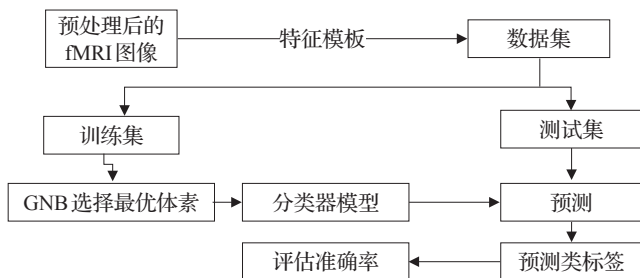 预处理后的
fMRI图像
特征模板
数据集
训练集
测试集
GNB选择最优体素
分类器模型
预测
评估准确率
预测类标签